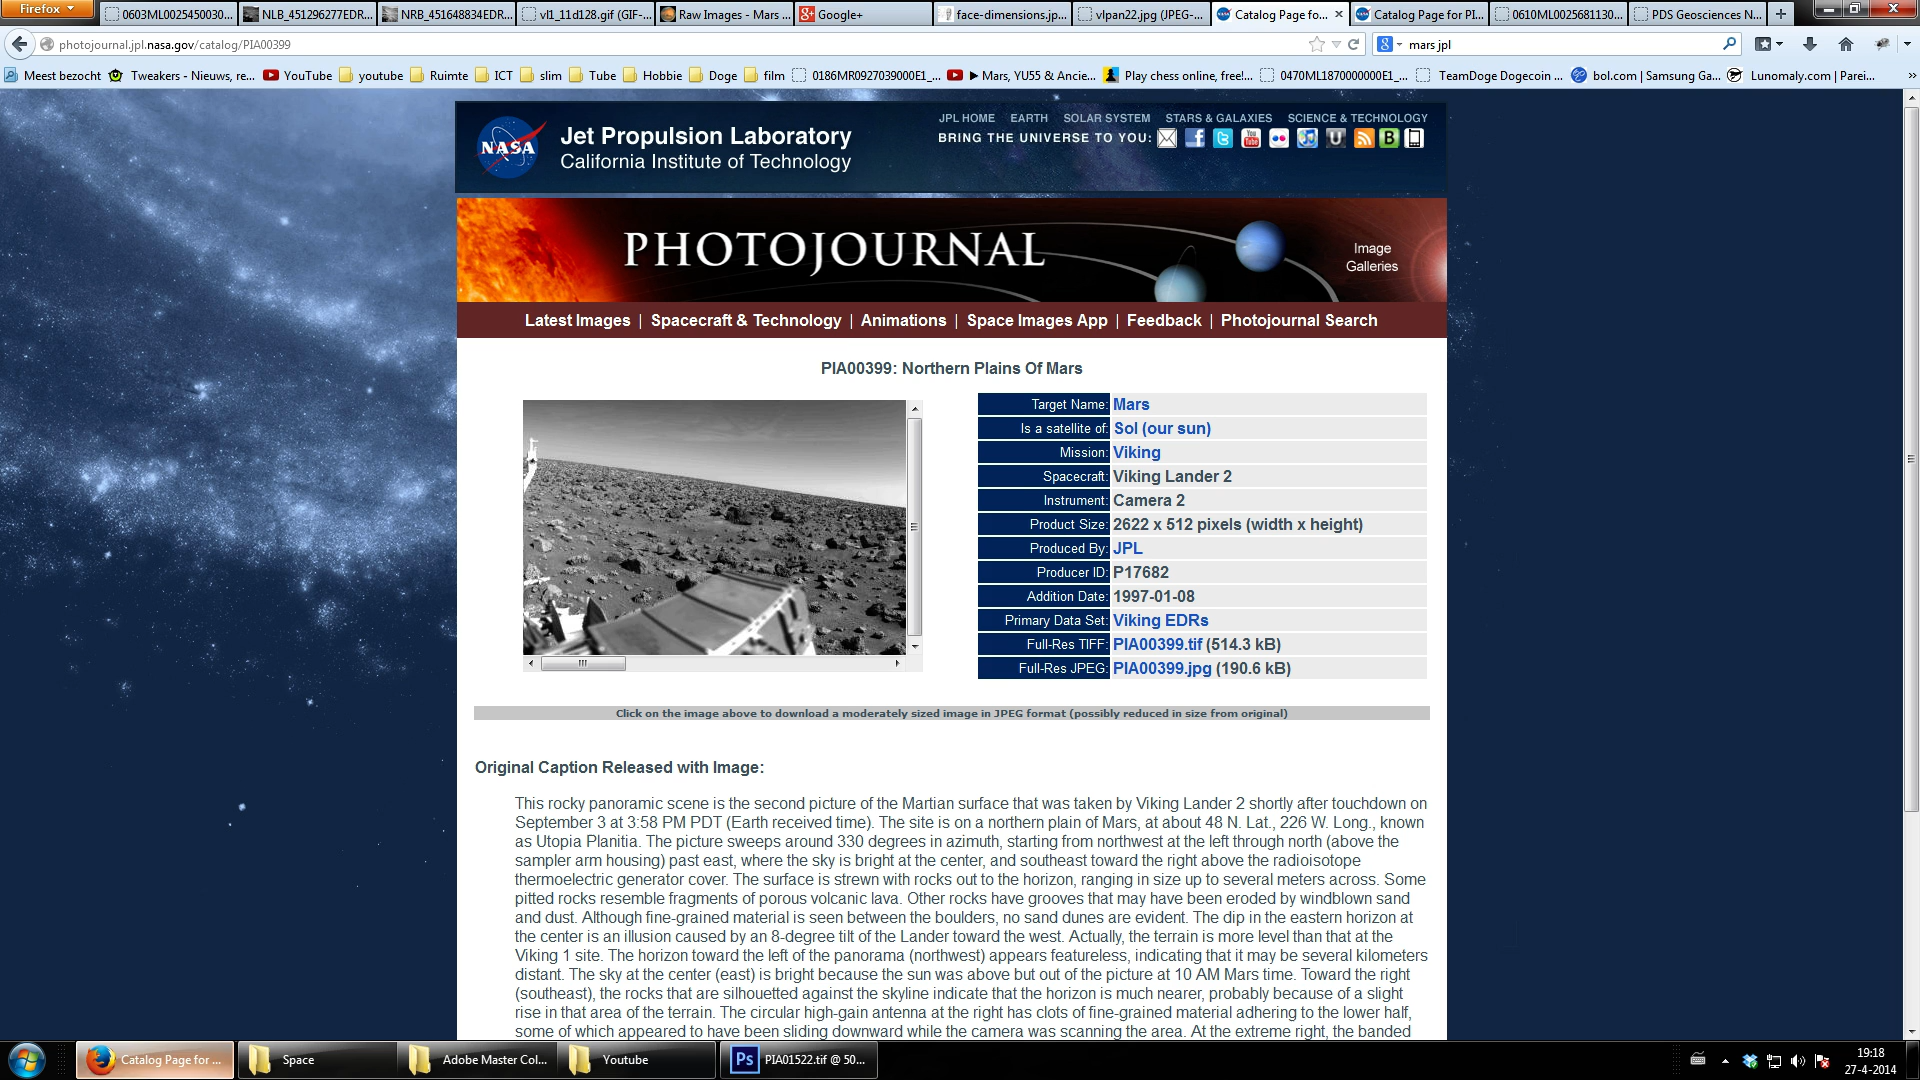 Firefox
0603ML0025450030...
NLB_451296277EDR...
NRB_451648834EDR...
vl1_11d128.gif (GIF-...
Raw Images - Mars ...
Google+
face-dimensions.jp...
vlpan22.jpg (JPEG-...
Catalog Page fo...
Catalog Page for PI...
0610ML0025681130...
PDS Geosciences N...
photojournal.jpl.nasa.gov/catalog/PIA00399
mars jpl
Meest bezocht
Tweakers - Nieuws, re...
YouTube
youtube
Ruimte
ICT
slim
Tube
Hobbie
Doge
film
0186MR0927039000E1_...
► Mars, YU55 & Ancie...
Play chess online, free!...
0470ML1870000000E1_...
TeamDoge Dogecoin ...
bol.com | Samsung Ga...
Lunomaly.com | Parei...
NASA
Jet Propulsion Laboratory
California Institute of Technology
JPL HOME EARTH SOLAR SYSTEM STARS & GALAXIES SCIENCE & TECHNOLOGY
BRING THE UNIVERSE TO YOU:
PHOTOJOURNAL
Image
Galleries
Latest Images | Spacecraft & Technology | Animations | Space Images App | Feedback | Photojournal Search
PIA00399: Northern Plains Of Mars
Target Name: Mars
Is a satellite of: Sol (our sun)
Mission: Viking
Spacecraft: Viking Lander 2
Instrument: Camera 2
Product Size: 2622 x 512 pixels (width x height)
Produced By: JPL
Producer ID: P17682
Addition Date: 1997-01-08
Primary Data Set: Viking EDRs
Full-Res TIFF: PIA00399.tif (514.3 kB)
Full-Res JPEG: PIA00399.jpg (190.6 kB)
Click on the image above to download a moderately sized image in JPEG format (possibly reduced in size from original)
Original Caption Released with Image:
This rocky panoramic scene is the second picture of the Martian surface that was taken by Viking Lander 2 shortly after touchdown on
September 3 at 3:58 PM PDT (Earth received time). The site is on a northern plain of Mars, at about 48 N. Lat., 226 W. Long., known
as Utopia Planitia. The picture sweeps around 330 degrees in azimuth, starting from northwest at the left through north (above the
sampler arm housing) past east, where the sky is bright at the center, and southeast toward the right above the radioisotope
thermoelectric generator cover. The surface is strewn with rocks out to the horizon, ranging in size up to several meters across. Some
pitted rocks resemble fragments of porous volcanic lava. Other rocks have grooves that may have been eroded by windblown sand
and dust. Although fine-grained material is seen between the boulders, no sand dunes are evident. The dip in the eastern horizon at
the center is an illusion caused by an 8-degree tilt of the Lander toward the west. Actually, the terrain is more level than that at the
Viking 1 site. The horizon toward the left of the panorama (northwest) appears featureless, indicating that it may be several kilometers
distant. The sky at the center (east) is bright because the sun was above but out of the picture at 10 AM Mars time. Toward the right
(southeast), the rocks that are silhouetted against the skyline indicate that the horizon is much nearer, probably because of a slight
rise in that area of the terrain. The circular high-gain antenna at the right has clots of fine-grained material adhering to the lower half,
some of which appeared to have been sliding downward while the camera was scanning the area. At the extreme right, the banded
Catalog Page for ...
Space
Adobe Master Col...
Youtube
Ps
PIA01522.tif @ 50...
19:18
27-4-2014